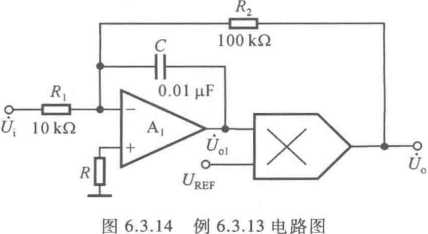 R₂
100 kΩ
C
0.01 μF
R₁
U̇ᵢ
10 kΩ
−
A₁
+
U̇ₒ₁
R
U_REF
U̇ₒ
图 6.3.14 例 6.3.13 电路图